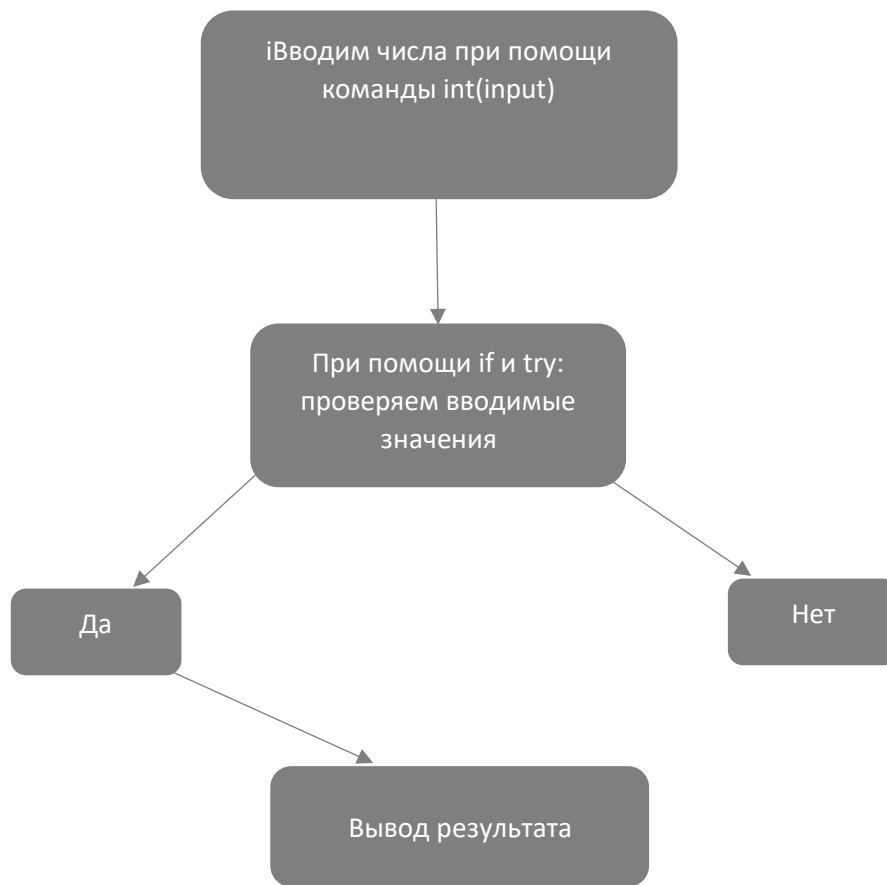 iВводим числа при помощи
команды int(input)
При помощи if и try:
проверяем вводимые
значения
Да
Нет
Вывод результата